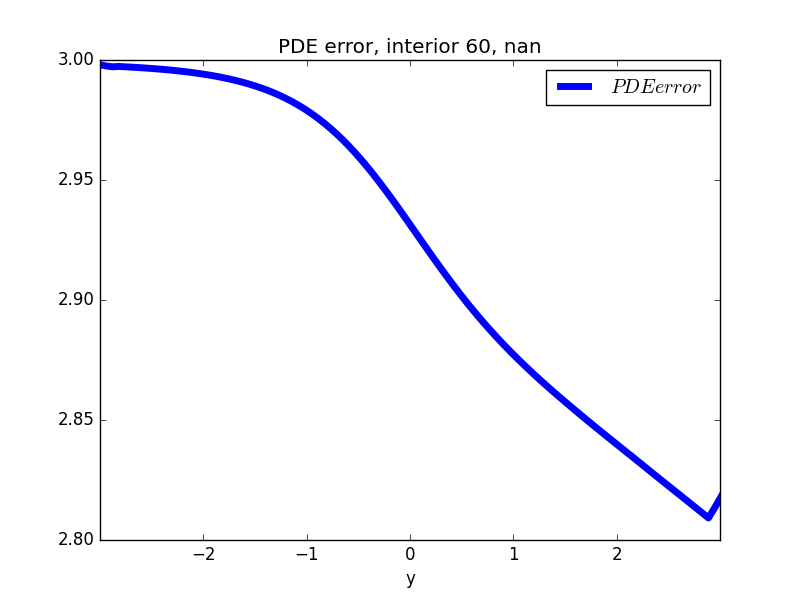 PDE error, interior 60, nan
3.00
PDEerror
2.95
2.90
2.85
2.80
−2 −1 0 1 2
y